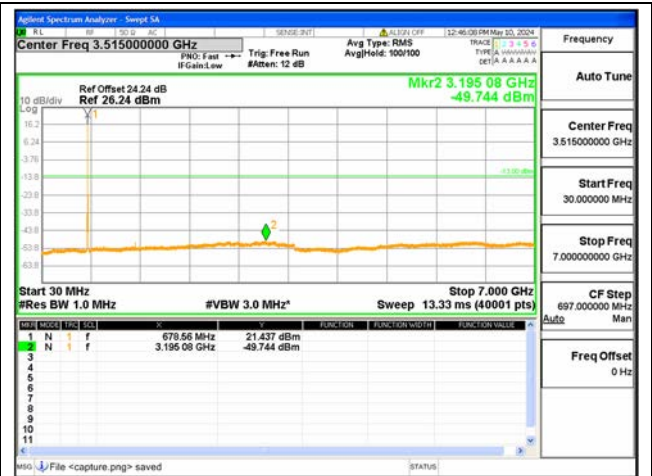 Agilent Spectrum Analyzer - Swept SA
RL RF 50 Ω AC SENSE:INT ALIGN OFF 12:46:08 PM May 10, 2024
Center Freq 3.515000000 GHz
PNO: Fast
IFGain:Low
Trig: Free Run
#Atten: 12 dB
Avg Type: RMS
Avg|Hold: 100/100
TRACE 1 2 3 4 5 6
TYPE A
DET A A A A A A
Frequency
Auto Tune
Ref Offset 24.24 dB
Ref 26.24 dBm
10 dB/div
Log
Mkr2 3.195 08 GHz
-49.744 dBm
1
16.2
6.24
-3.76
-13.8
-13.00 dBm
-23.8
-33.8
-43.8
2
-53.8
-63.8
Center Freq
3.515000000 GHz
Start Freq
30.000000 MHz
Stop Freq
7.000000000 GHz
Start 30 MHz
Stop 7.000 GHz
#Res BW 1.0 MHz
#VBW 3.0 MHz*
Sweep 13.33 ms (40001 pts)
CF Step
697.000000 MHz
Auto Man
MKR MODE TRC SCL X Y FUNCTION FUNCTION WIDTH FUNCTION VALUE
1 N 1 f 678.56 MHz 21.437 dBm
2 N 1 f 3.195 08 GHz -49.744 dBm
3
4
5
6
7
8
9
10
11
Freq Offset
0 Hz
MSG File <capture.png> saved
STATUS